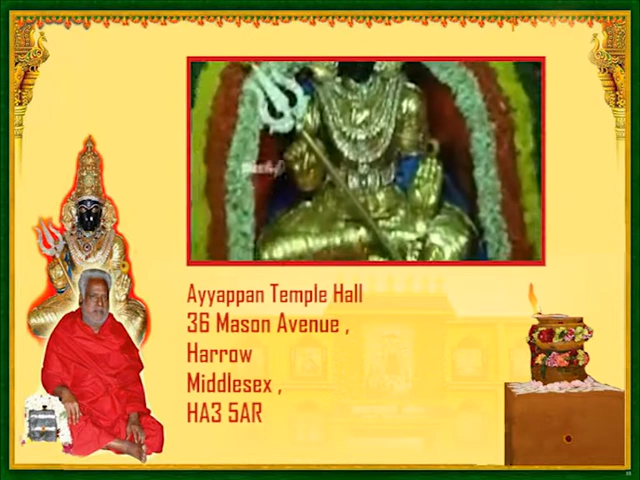 Ayyappan Temple Hall
36 Mason Avenue ,
Harrow
Middlesex ,
HA3 5AR